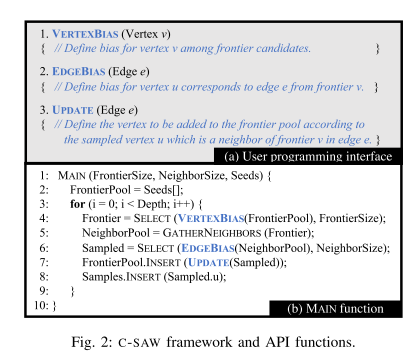 1. VERTEXBIAS (Vertex v)
{ // Define bias for vertex v among frontier candidates. }
2. EDGEBIAS (Edge e)
{ // Define bias for vertex u corresponds to edge e from frontier v. }
3. UPDATE (Edge e)
{ // Define the vertex to be added to the frontier pool according to
the sampled vertex u which is a neighbor of frontier v in edge e. }
(a) User programming interface
1: MAIN (FrontierSize, NeighborSize, Seeds) {
2: FrontierPool = Seeds[];
3: for (i = 0; i < Depth; i++) {
4: Frontier = SELECT (VERTEXBIAS(FrontierPool), FrontierSize);
5: NeighborPool = GATHERNEIGHBORS (Frontier);
6: Sampled = SELECT (EDGEBIAS(NeighborPool), NeighborSize);
7: FrontierPool.INSERT (UPDATE(Sampled));
8: Samples.INSERT (Sampled.u);
9: }
10: }
(b) MAIN function
Fig. 2: C-SAW framework and API functions.